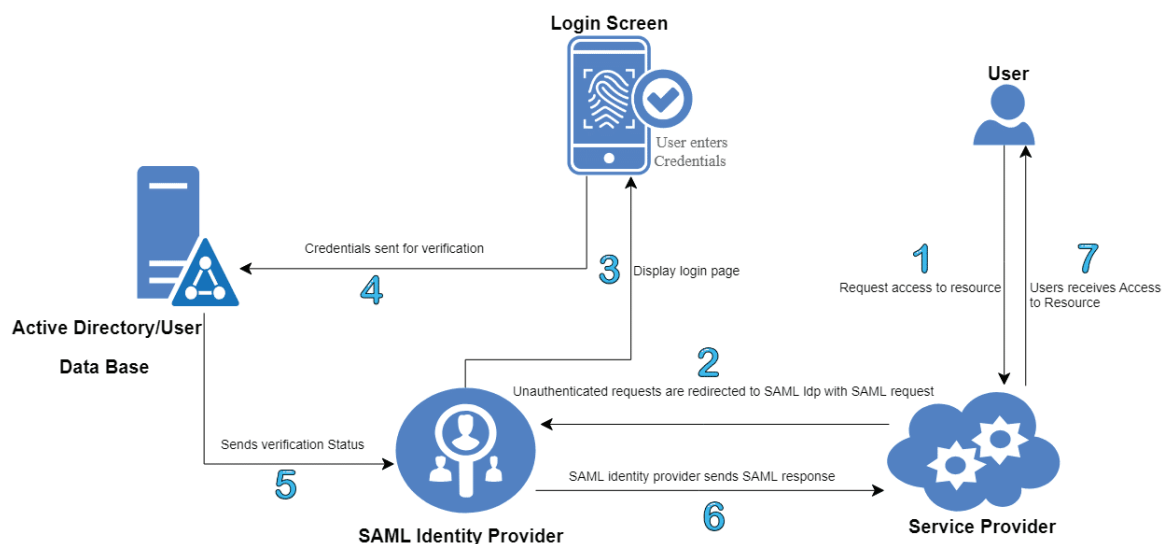 Login Screen
User
User enters
Credentials
Credentials sent for verification
4
3
Display login page
1
Request access to resource
7
Users receives Access
to Resource
Active Directory/User
Data Base
2
Unauthenticated requests are redirected to SAML Idp with SAML request
Sends verification Status
5
SAML identity provider sends SAML response
6
SAML Identity Provider
Service Provider